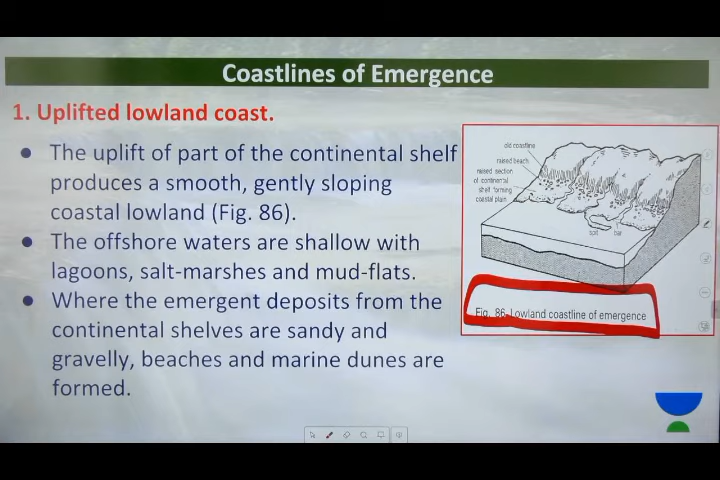 Coastlines of Emergence
1. Uplifted lowland coast.
● The uplift of part of the continental shelf
produces a smooth, gently sloping
coastal lowland (Fig. 86).
● The offshore waters are shallow with
lagoons, salt-marshes and mud-flats.
● Where the emergent deposits from the
continental shelves are sandy and
gravelly, beaches and marine dunes are
formed.
old coastline
raised beach
raised section
of continental
shelf forming
coastal plain
spit bar
Fig. 86 Lowland coastline of emergence